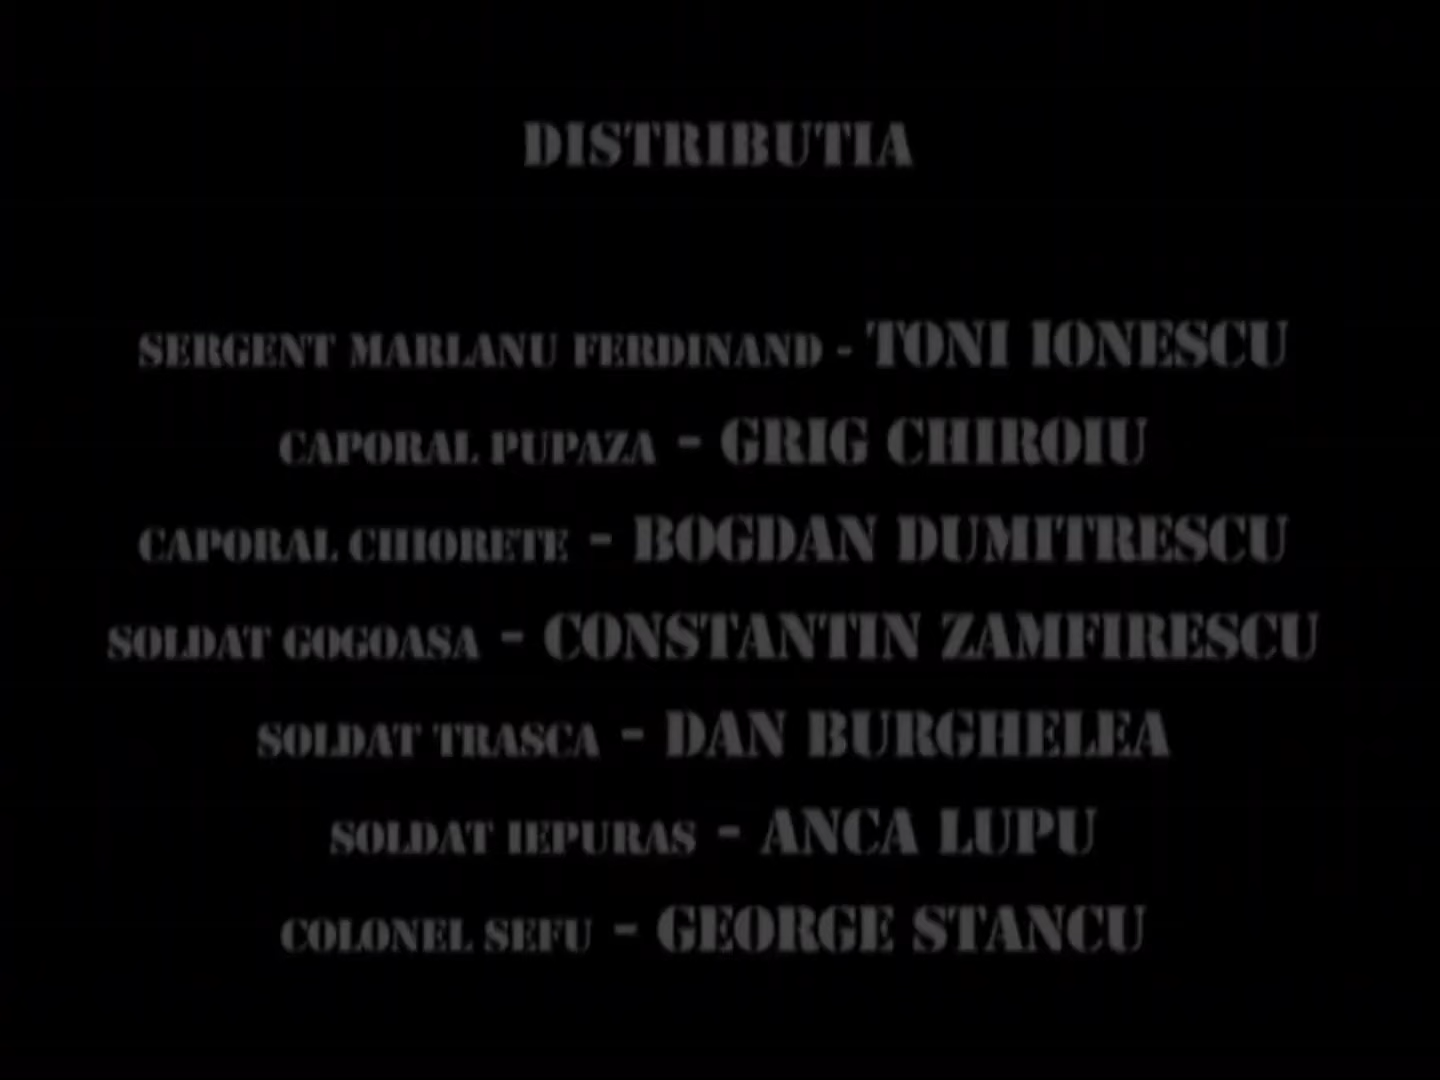 DISTRIBUTIA
SERGENT MARLANU FERDINAND - TONI IONESCU
CAPORAL PUPAZA - GRIG CHIROIU
CAPORAL CHIORETE - BOGDAN DUMITRESCU
SOLDAT GOGOASA - CONSTANTIN ZAMFIRESCU
SOLDAT TRASCA - DAN BURGHELEA
SOLDAT IEPURAS - ANCA LUPU
COLONEL SEFU - GEORGE STANCU